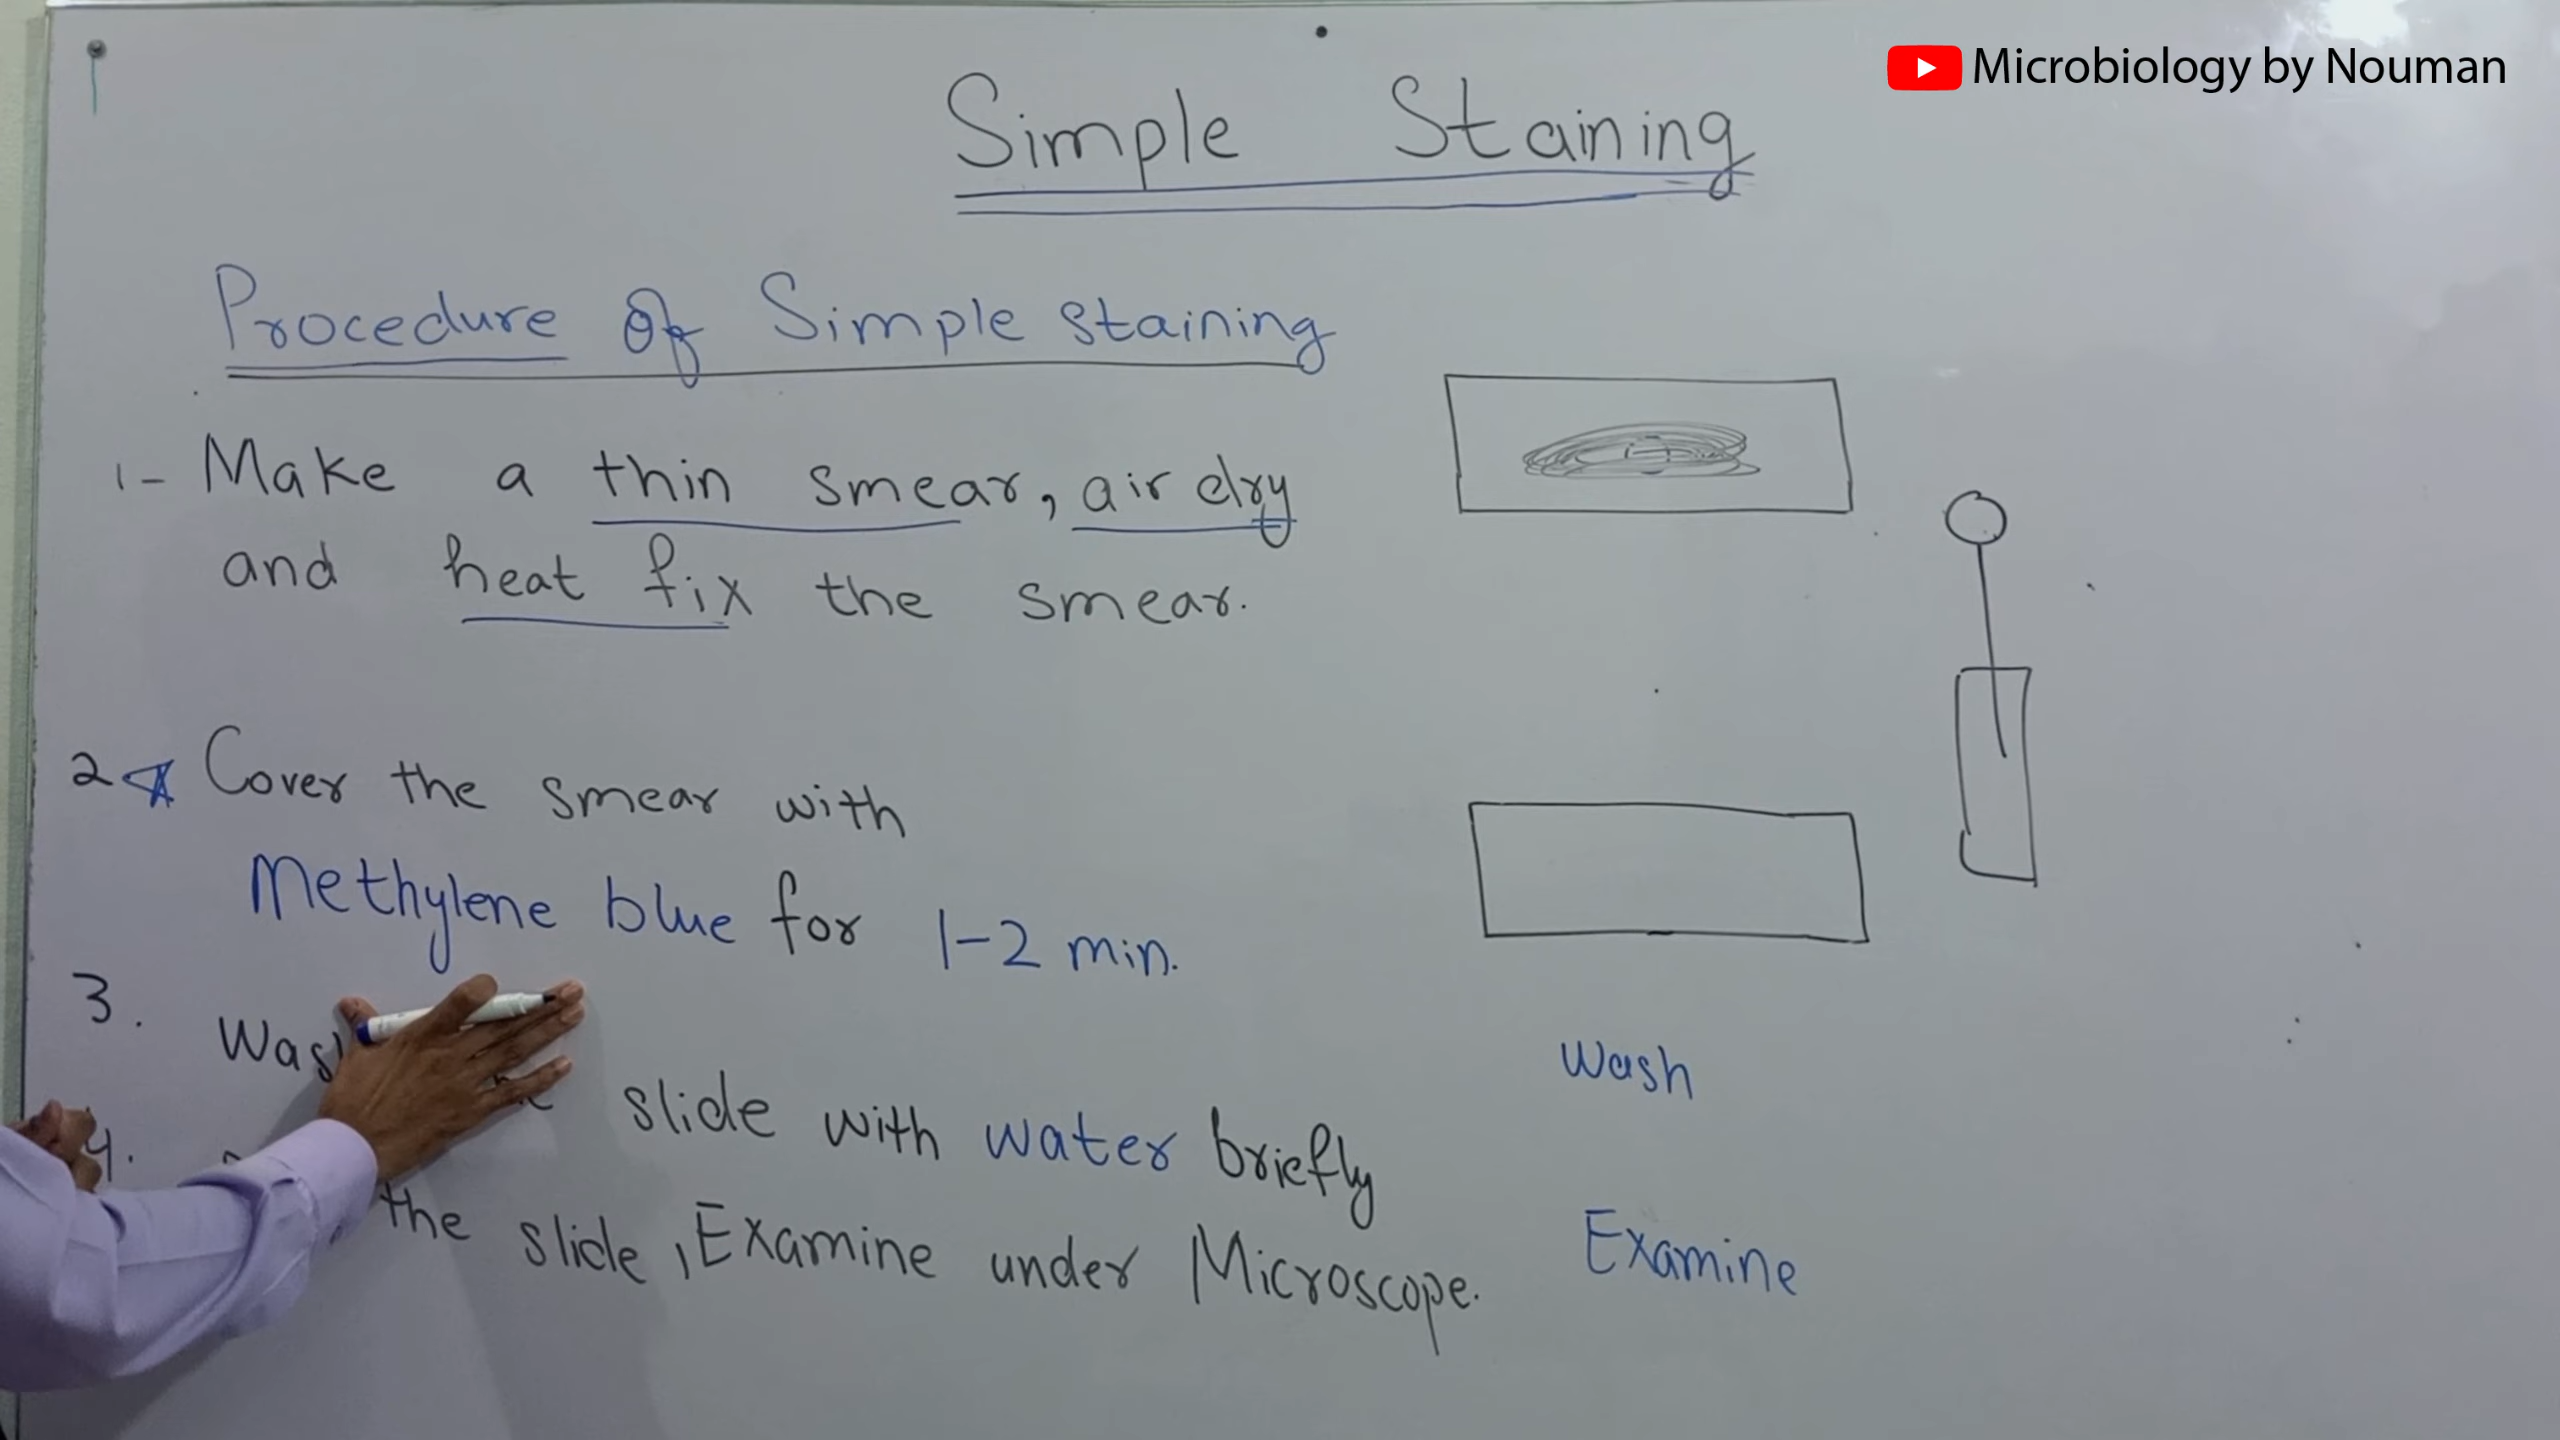 Microbiology by Nouman
Simple Staining
Procedure Of Simple staining
1- Make a thin smear, air dry
and heat fix the smear.
2 Cover the smear with
Methylene blue for 1-2 min.
3. slide with water briefly
4. the slide, Examine under Microscope.
Wash
Examine